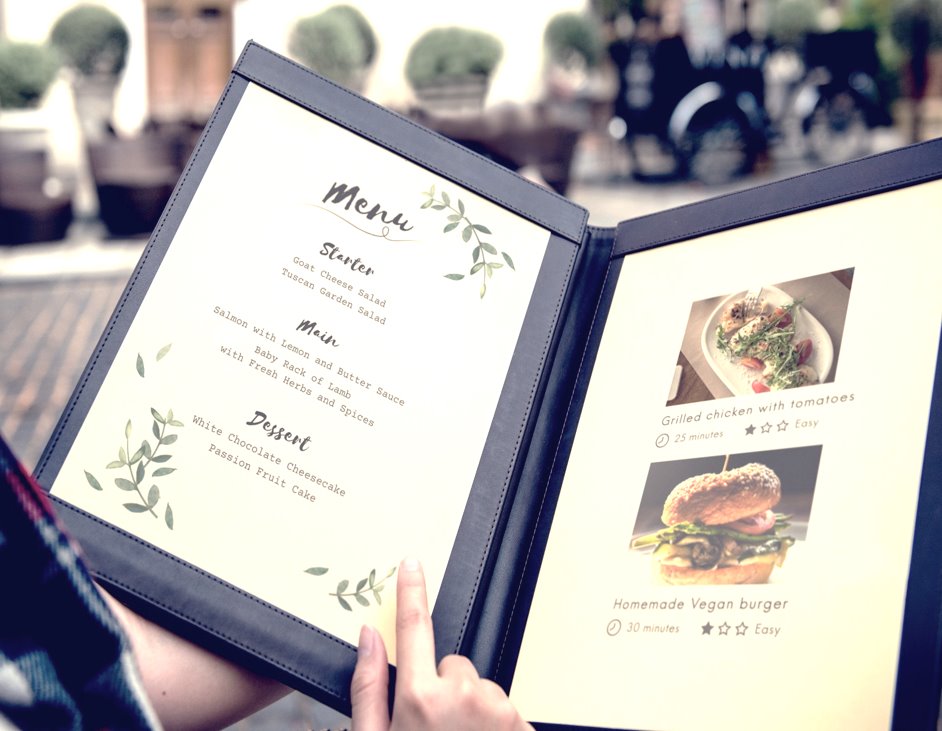 Menu
Starter
Goat Cheese Salad
Tuscan Garden Salad
Main
Salmon with Lemon and Butter Sauce
Baby Rack of Lamb
with Fresh Herbs and Spices
Dessert
White Chocolate Cheesecake
Passion Fruit Cake
Grilled chicken with tomatoes
25 minutes Easy
Homemade Vegan burger
30 minutes Easy